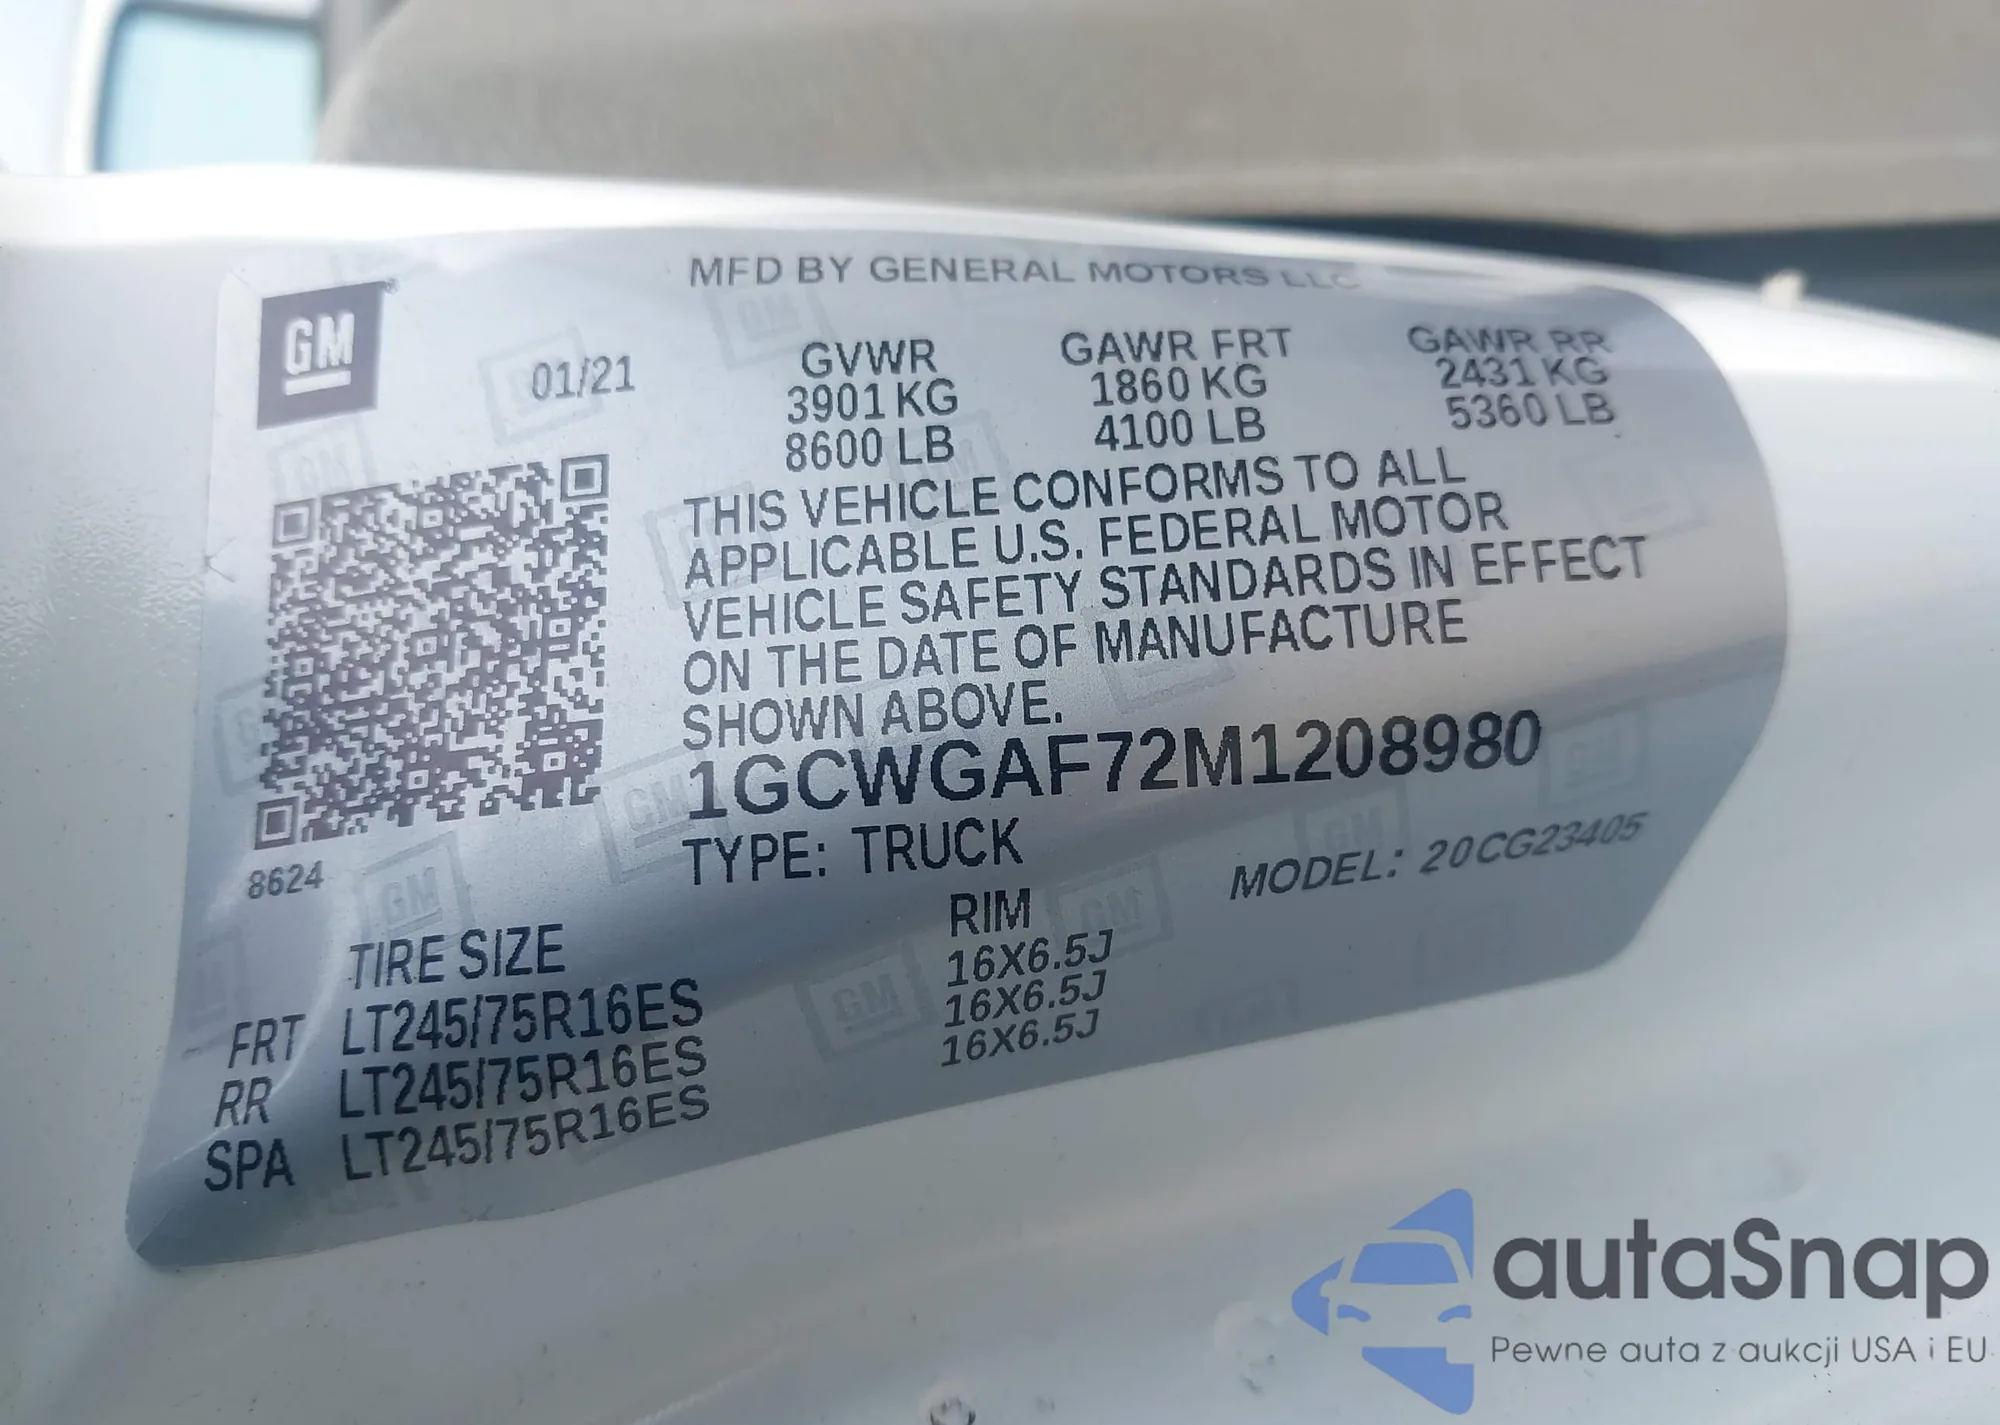 MFD BY GENERAL MOTORS LLC
GM
01/21
GVWR GAWR FRT GAWR RR
3901 KG 1860 KG 2431 KG
8600 LB 4100 LB 5360 LB
THIS VEHICLE CONFORMS TO ALL
APPLICABLE U.S. FEDERAL MOTOR
VEHICLE SAFETY STANDARDS IN EFFECT
ON THE DATE OF MANUFACTURE
SHOWN ABOVE.
1GCWGAF72M1208980
TYPE: TRUCK MODEL: 20CG23405
8624
TIRE SIZE RIM
FRT LT245/75R16ES 16X6.5J
RR LT245/75R16ES 16X6.5J
SPA LT245/75R16ES 16X6.5J
autaSnap
Pewne auta z aukcji USA i EU